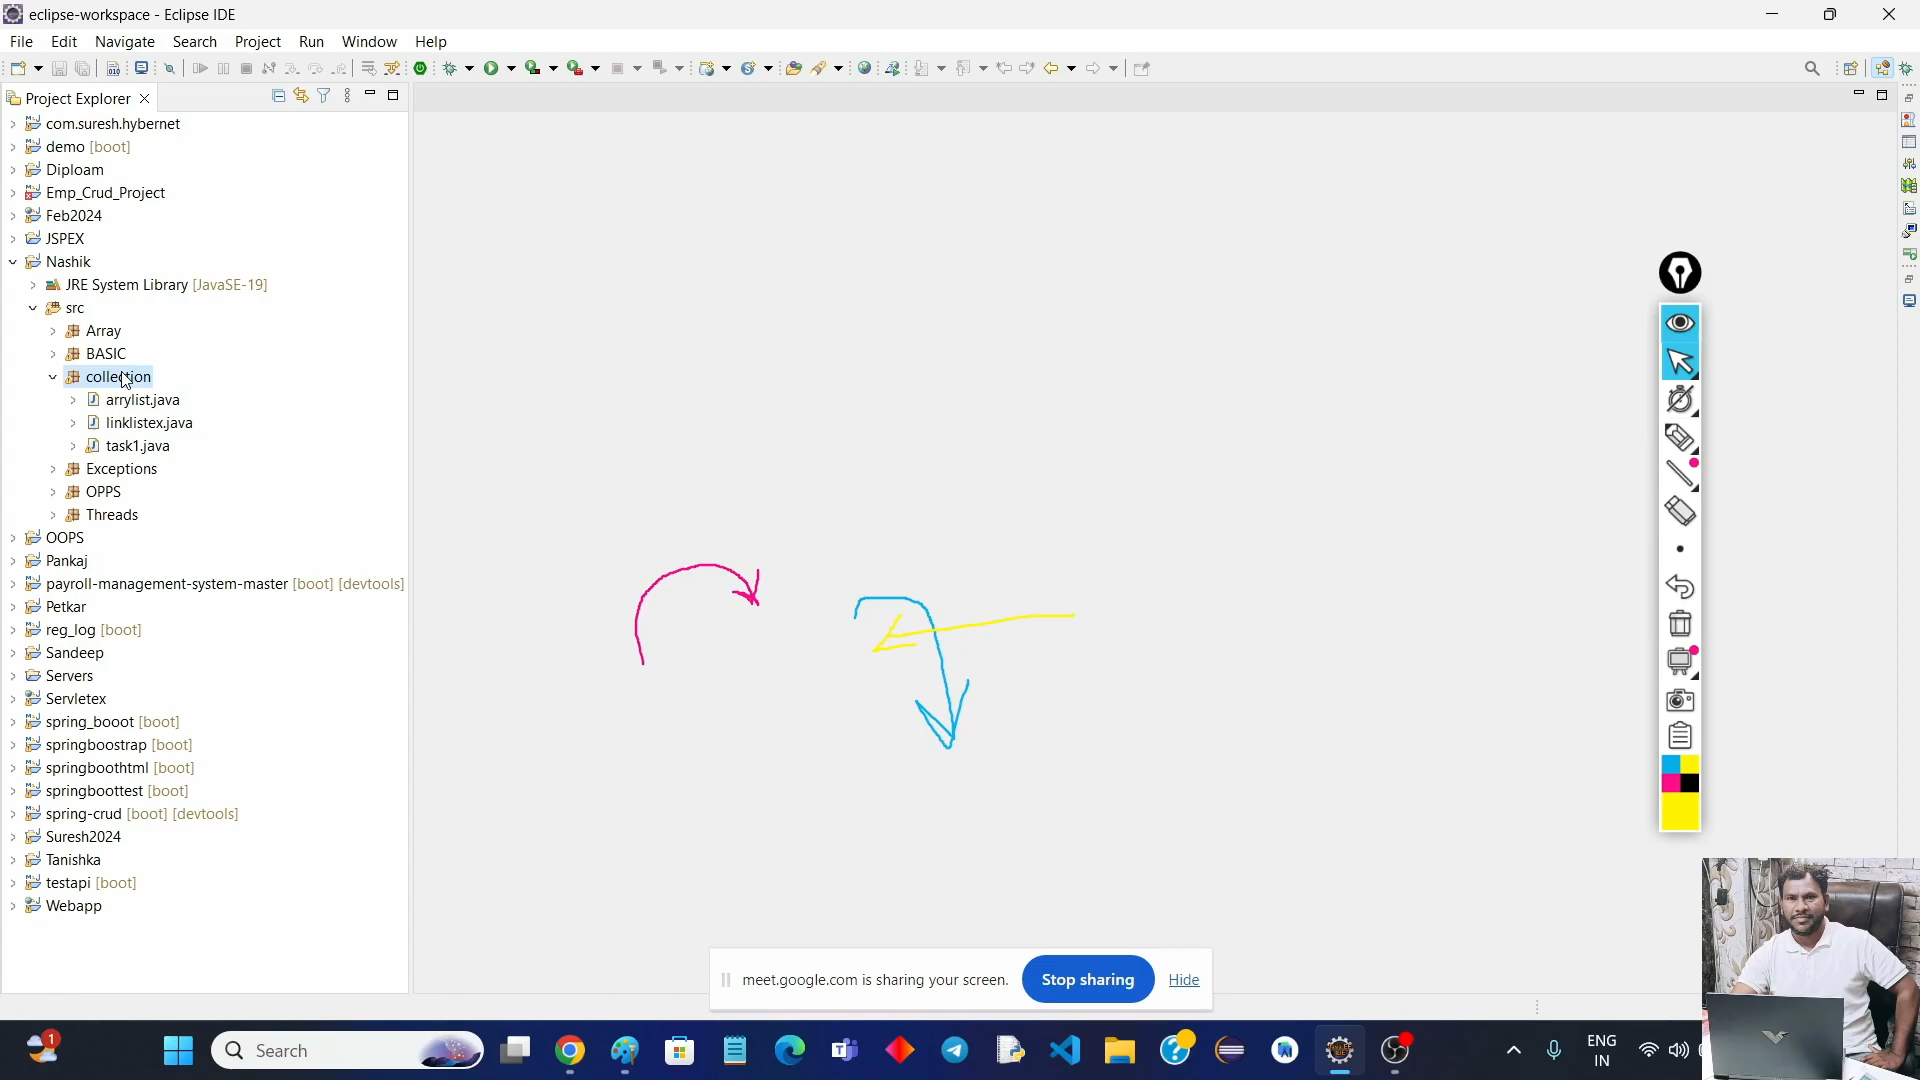 eclipse-workspace - Eclipse IDE
File Edit Navigate Search Project Run Window Help
Project Explorer
com.suresh.hybernet
demo [boot]
Diploam
Emp_Crud_Project
Feb2024
JSPEX
Nashik
JRE System Library [JavaSE-19]
src
Array
BASIC
collection
arrylist.java
linklistex.java
task1.java
Exceptions
OPPS
Threads
OOPS
Pankaj
payroll-management-system-master [boot] [devtools]
Petkar
reg_log [boot]
Sandeep
Servers
Servletex
spring_booot [boot]
springboostrap [boot]
springboothtml [boot]
springboottest [boot]
spring-crud [boot] [devtools]
Suresh2024
Tanishka
testapi [boot]
Webapp
meet.google.com is sharing your screen. Stop sharing Hide
1
Search
ENG
IN